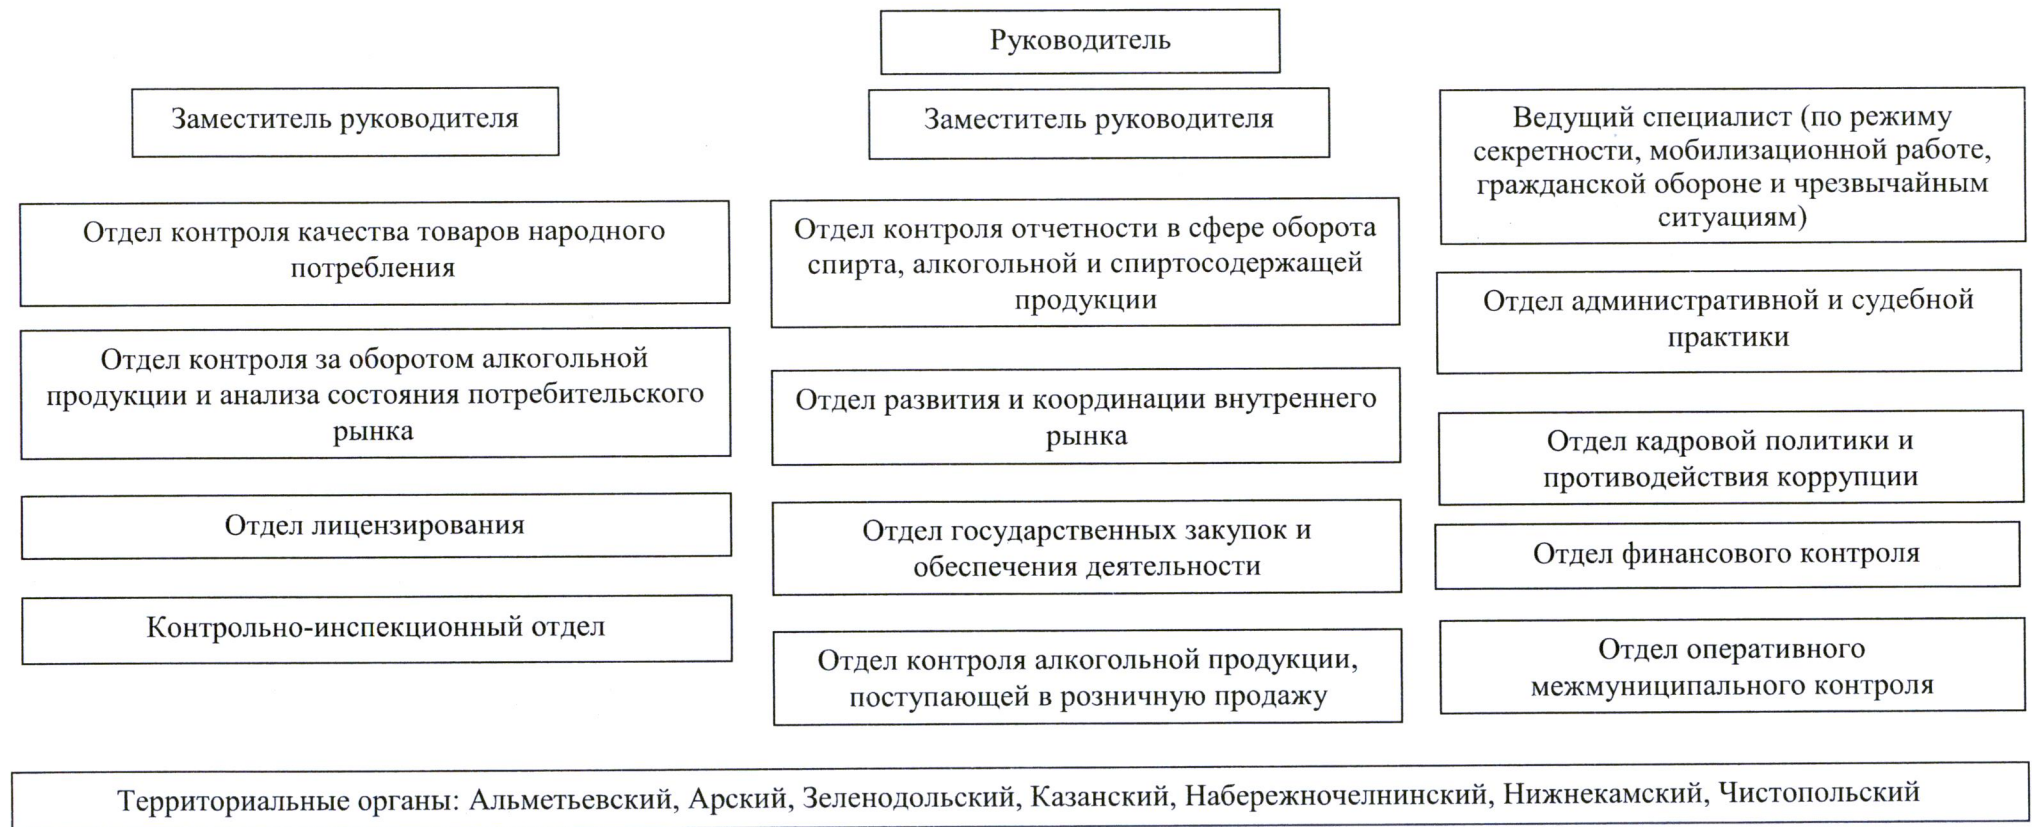 Руководитель
Заместитель руководителя
Отдел контроля качества товаров народного
потребления
Отдел контроля за оборотом алкогольной
продукции и анализа состояния потребительского
рынка
Отдел лицензирования
Контрольно-инспекционный отдел
Заместитель руководителя
Отдел контроля отчетности в сфере оборота
спирта, алкогольной и спиртосодержащей
продукции
Отдел развития и координации внутреннего
рынка
Отдел государственных закупок и
обеспечения деятельности
Отдел контроля алкогольной продукции,
поступающей в розничную продажу
Ведущий специалист (по режиму
секретности, мобилизационной работе,
гражданской обороне и чрезвычайным
ситуациям)
Отдел административной и судебной
практики
Отдел кадровой политики и
противодействия коррупции
Отдел финансового контроля
Отдел оперативного
межмуниципального контроля
Территориальные органы: Альметьевский, Арский, Зеленодольский, Казанский, Набережночелнинский, Нижнекамский, Чистопольский